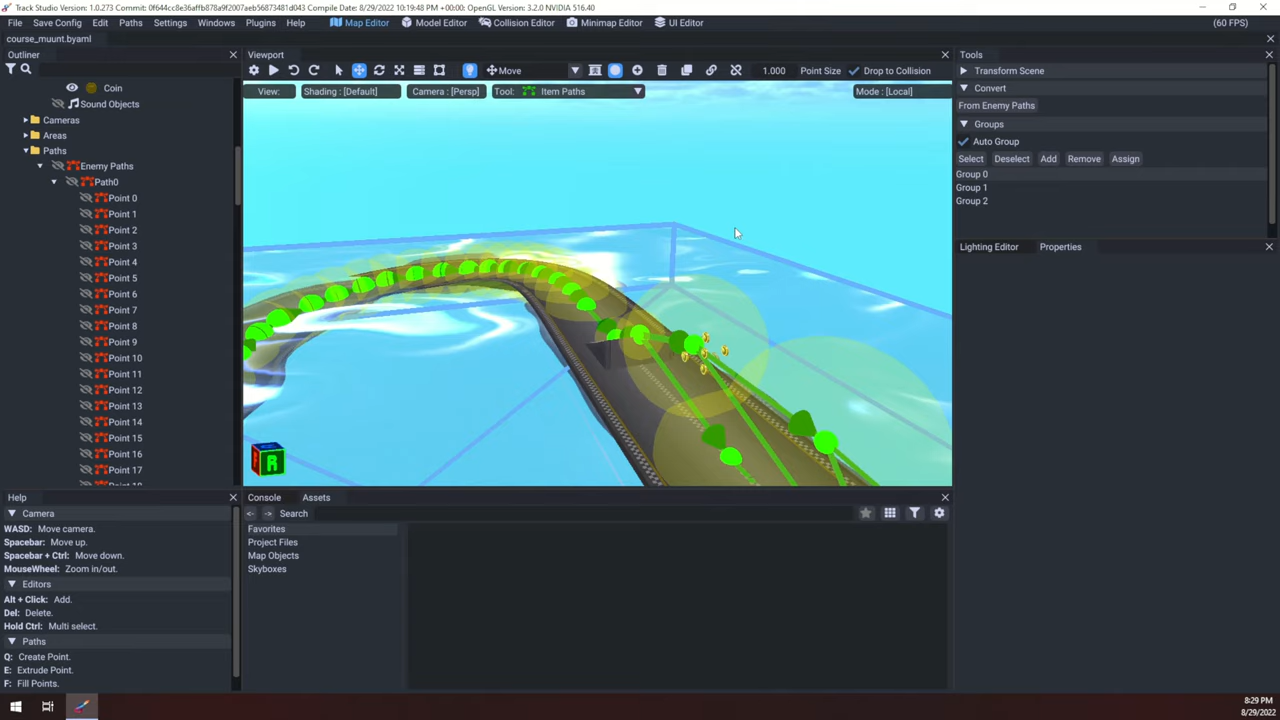 Track Studio Version: 1.0.273 Commit: 0f644cc8e36affb878a9f2007aeb56873481d043 Compile Date: 8/29/2022 10:19:48 PM +00:00: OpenGL Version: 3.2.0 NVIDIA 516.40
File Save Config Edit Paths Settings Windows Plugins Help Map Editor Model Editor Collision Editor Minimap Editor UI Editor (60 FPS)
course_muunt.byaml
Outliner
Coin
Sound Objects
Cameras
Areas
Paths
Enemy Paths
Path0
Point 0
Point 1
Point 2
Point 3
Point 4
Point 5
Point 6
Point 7
Point 8
Point 9
Point 10
Point 11
Point 12
Point 13
Point 14
Point 15
Point 16
Point 17
Viewport
Move 1.000 Point Size Drop to Collision
View: Shading : [Default] Camera : [Persp] Tool: Item Paths Mode : [Local]
R
Tools
Transform Scene
Convert
From Enemy Paths
Groups
Auto Group
Select Deselect Add Remove Assign
Group 0
Group 1
Group 2
Lighting Editor Properties
Help
Camera
WASD: Move camera.
Spacebar: Move up.
Spacebar + Ctrl: Move down.
MouseWheel: Zoom in/out.
Editors
Alt + Click: Add.
Del: Delete.
Hold Ctrl: Multi select.
Paths
Q: Create Point.
E: Extrude Point.
F: Fill Points.
Console Assets
<- -> Search
Favorites
Project Files
Map Objects
Skyboxes
8:29 PM
8/29/2022